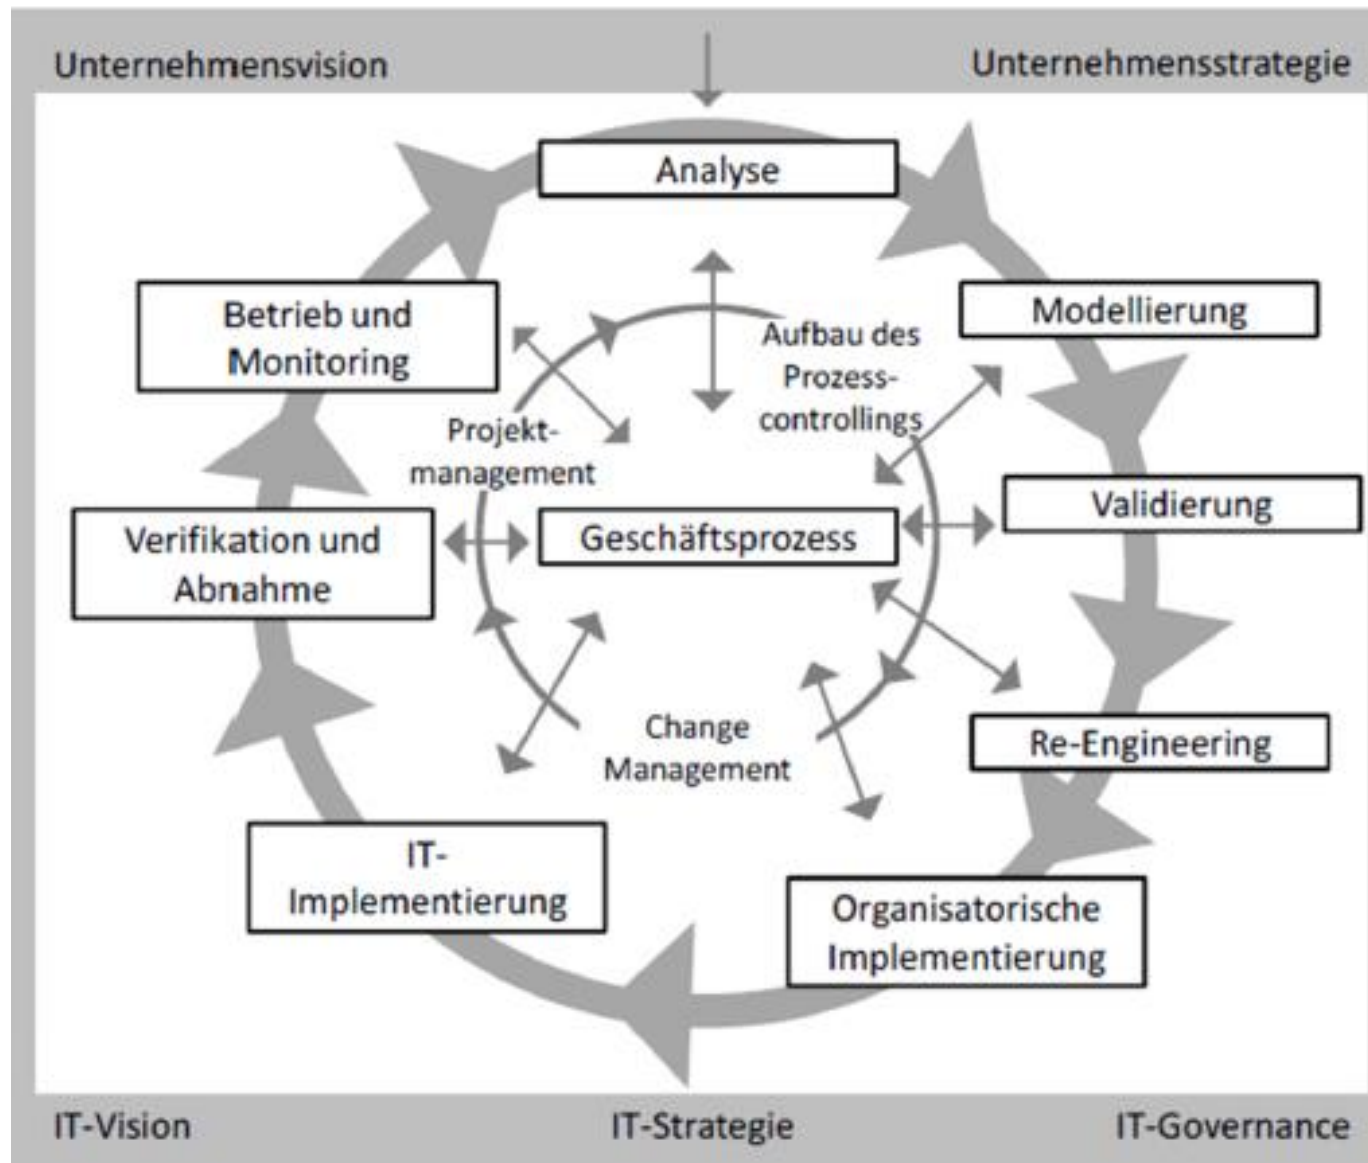 Unternehmensvision
Unternehmensstrategie
Analyse
Betrieb und
Monitoring
Modellierung
Aufbau des
Prozess-
controllings
Projekt-
management
Validierung
Geschäftsprozess
Verifikation und
Abnahme
Change
Management
Re-Engineering
IT-
Implementierung
Organisatorische
Implementierung
IT-Vision
IT-Strategie
IT-Governance